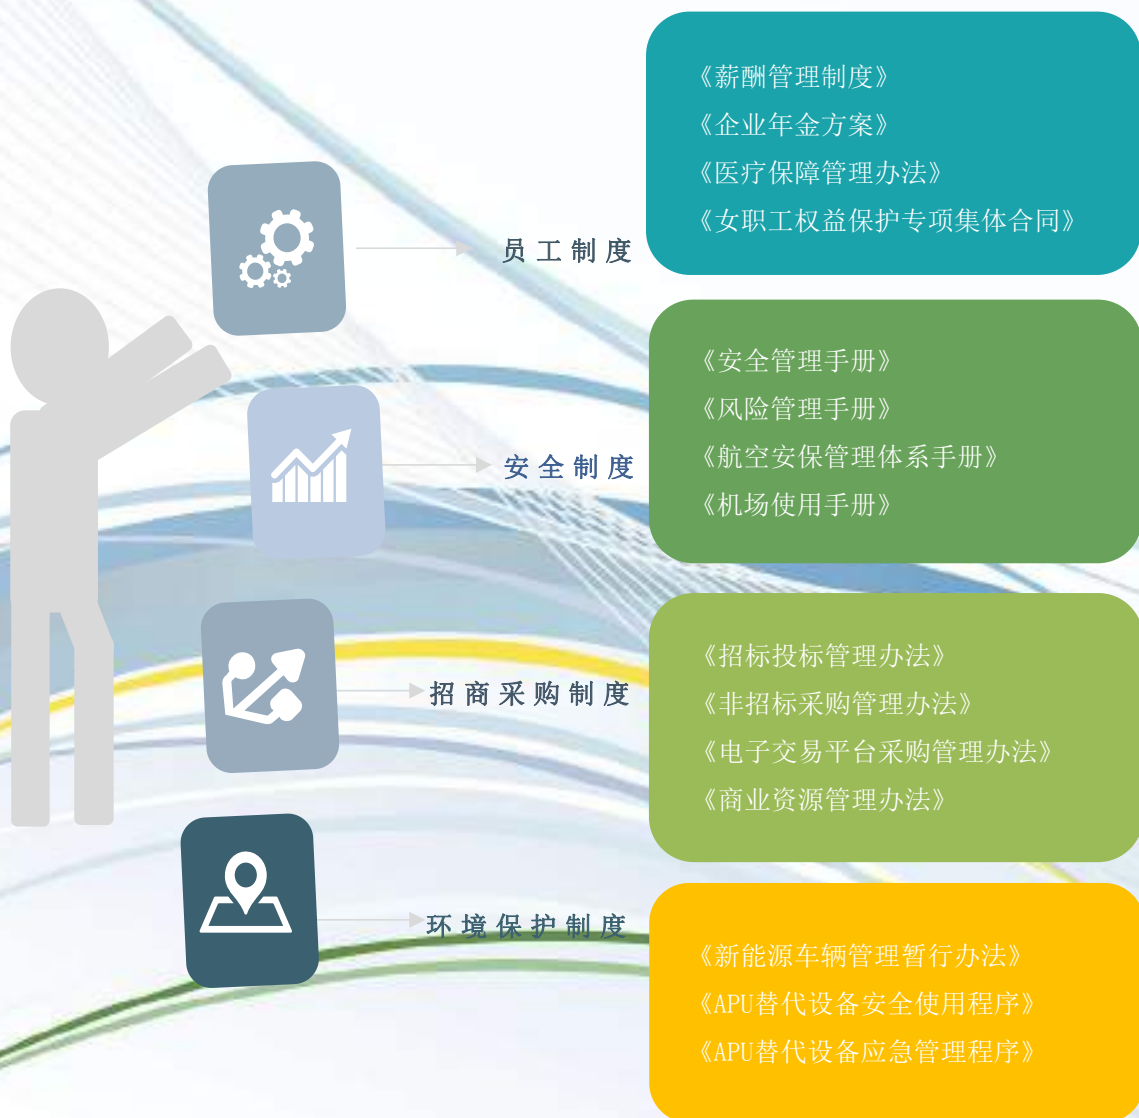 员工制度
《薪酬管理制度》
《企业年金方案》
《医疗保障管理办法》
《女职工权益保护专项集体合同》
安全制度
《安全管理手册》
《风险管理手册》
《航空安保管理体系手册》
《机场使用手册》
招商采购制度
《招标投标管理办法》
《非招标采购管理办法》
《电子交易平台采购管理办法》
《商业资源管理办法》
环境保护制度
《新能源车辆管理暂行办法》
《APU替代设备安全使用程序》
《APU替代设备应急管理程序》